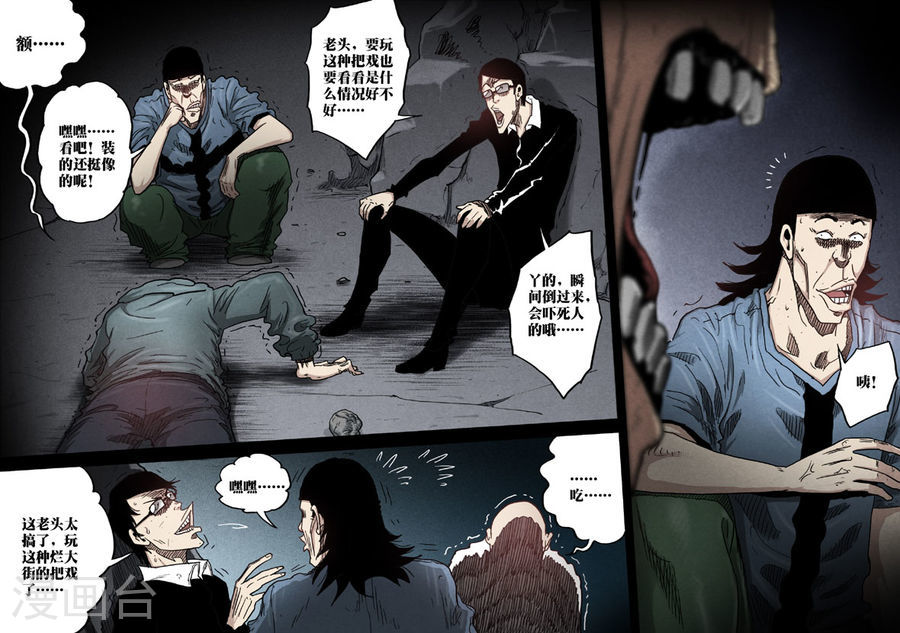 额……
嘿嘿……
看吧！装
的还挺像
的呢！
老头，要玩
这种把戏也
要看看是什
么情况好不
好……
丫的，瞬
间倒过来，
会吓死人
的哦……
咦！
这老头太
搞了，玩
这种烂大
街的把戏
了……
嘿嘿……
……
吃……
漫画台